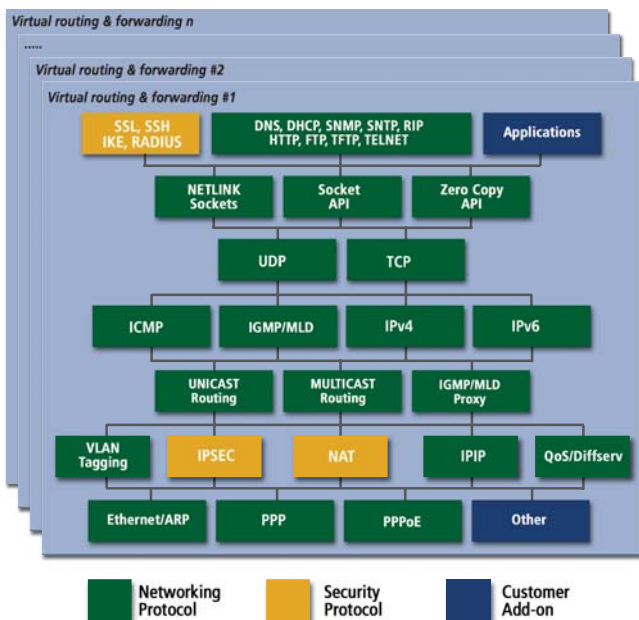 Virtual routing & forwarding n
.....
Virtual routing & forwarding #2
Virtual routing & forwarding #1
SSL, SSH
IKE, RADIUS
DNS, DHCP, SNMP, SNTP, RIP
HTTP, FTP, TFTP, TELNET
Applications
NETLINK
Sockets
Socket
API
Zero Copy
API
UDP
TCP
ICMP
IGMP/MLD
IPv4
IPv6
UNICAST
Routing
MULTICAST
Routing
IGMP/MLD
Proxy
VLAN
Tagging
IPSEC
NAT
IPIP
QoS/Diffserv
Ethernet/ARP
PPP
PPPoE
Other
Networking
Protocol
Security
Protocol
Customer
Add-on